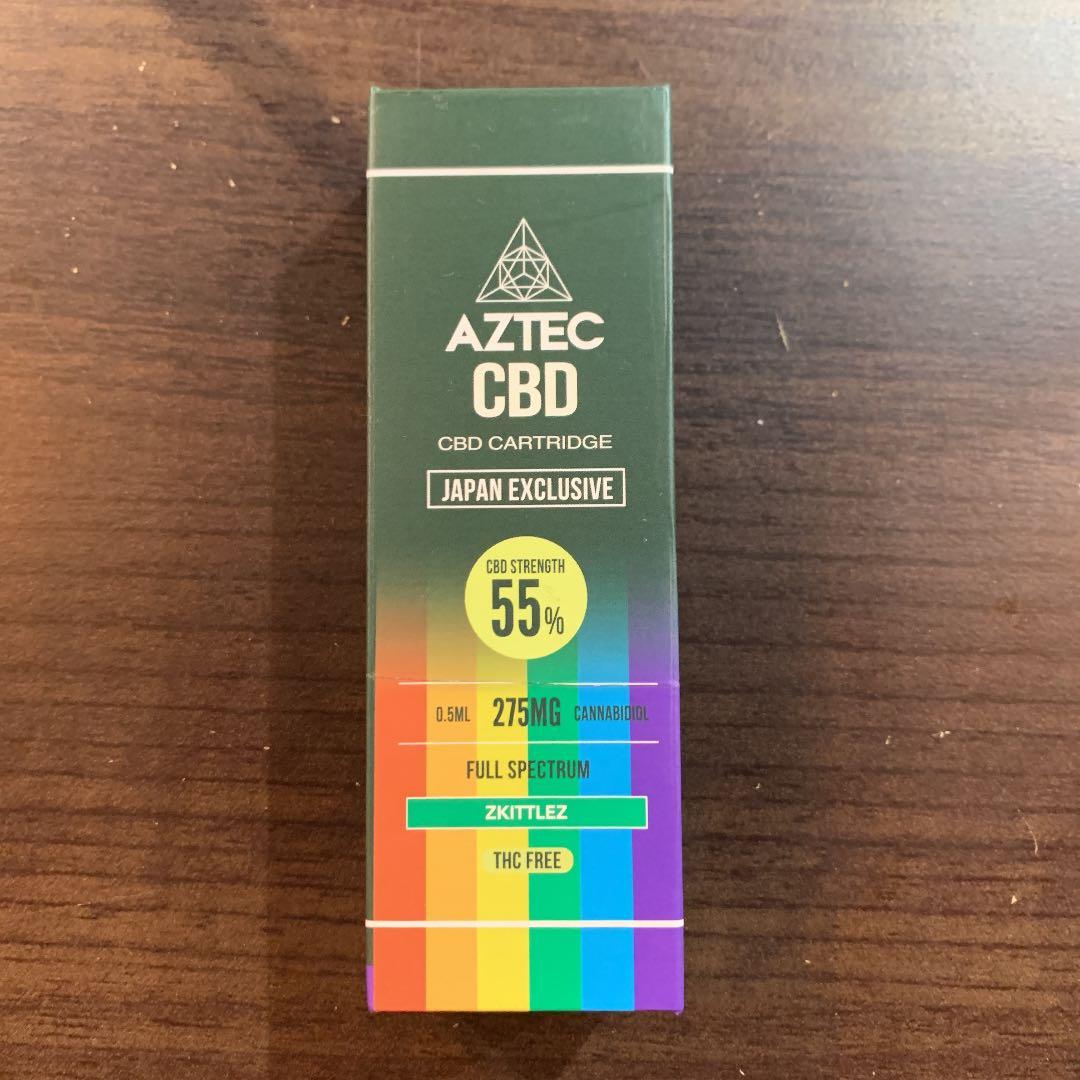 AZTEC
CBD
CBD CARTRIDGE
JAPAN EXCLUSIVE
CBD STRENGTH
55%
0.5ML 275MG CANNABIDIOL
FULL SPECTRUM
ZKITTLEZ
THC FREE